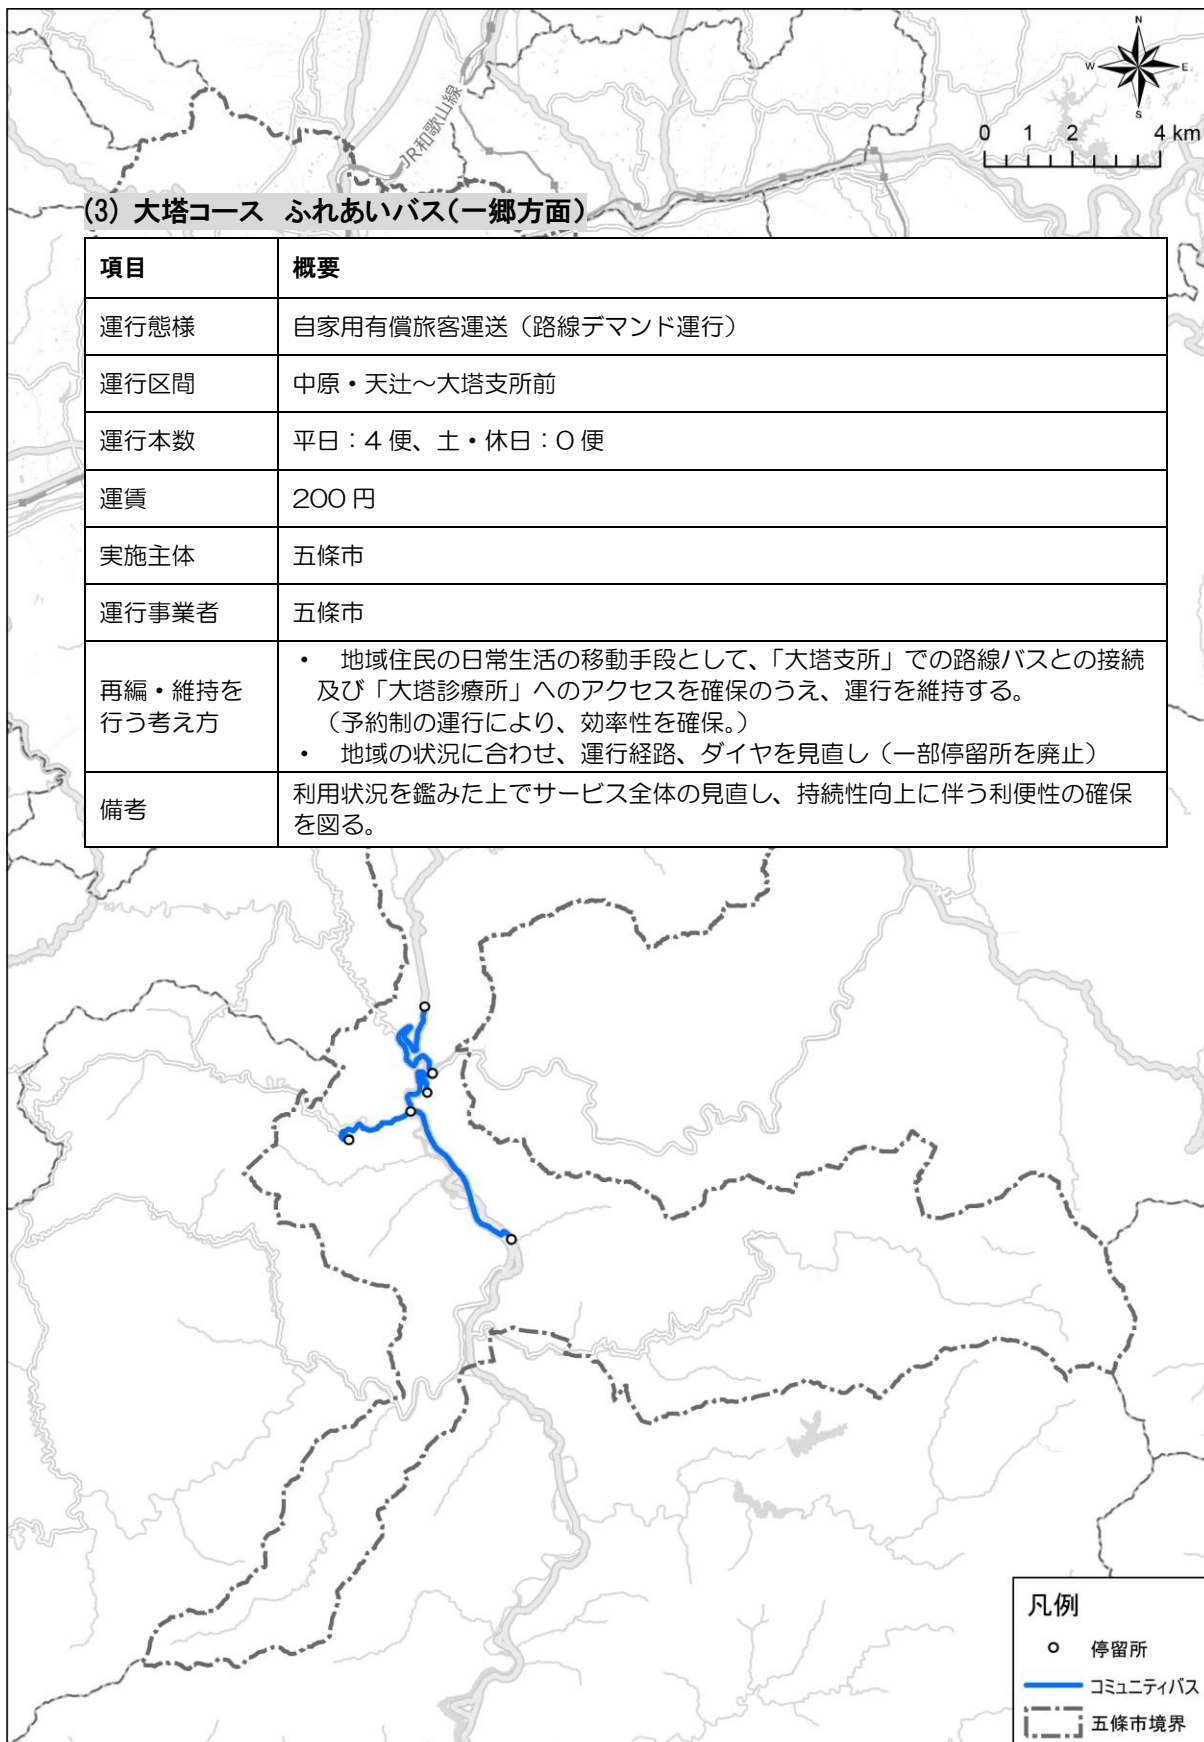 N
W
E
S
0 1 2 4 km
JR和歌山線
(3) 大塔コース ふれあいバス(一郷方面)
項目 概要
運行態様 自家用有償旅客運送（路線デマンド運行）
運行区間 中原・天辻～大塔支所前
運行本数 平日：4 便、土・休日：0 便
運賃 200 円
実施主体 五條市
運行事業者 五條市
再編・維持を
行う考え方
• 地域住民の日常生活の移動手段として、「大塔支所」での路線バスとの接続
及び「大塔診療所」へのアクセスを確保のうえ、運行を維持する。
（予約制の運行により、効率性を確保。）
• 地域の状況に合わせ、運行経路、ダイヤを見直し（一部停留所を廃止）
備考
利用状況を鑑みた上でサービス全体の見直し、持続性向上に伴う利便性の確保
を図る。
凡例
停留所
コミュニティバス
五條市境界